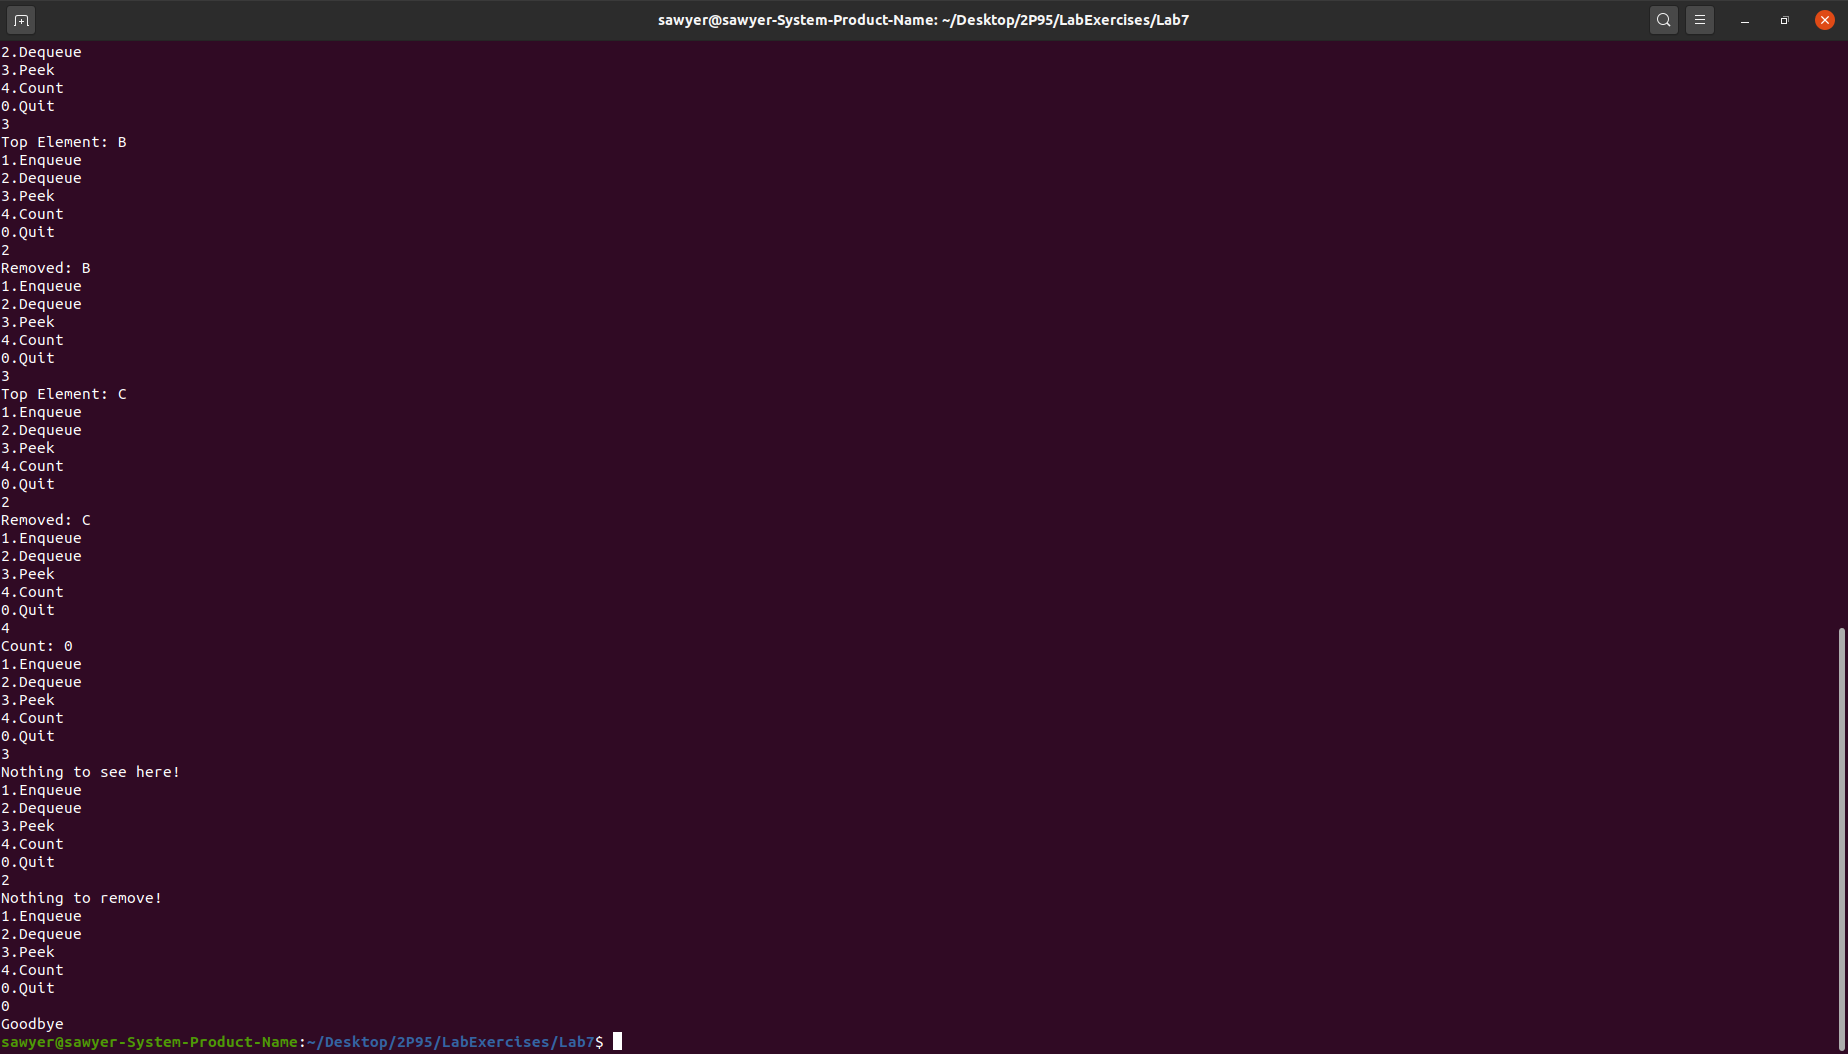 sawyer@sawyer-System-Product-Name: ~/Desktop/2P95/LabExercises/Lab7
2.Dequeue
3.Peek
4.Count
0.Quit
3
Top Element: B
1.Enqueue
2.Dequeue
3.Peek
4.Count
0.Quit
2
Removed: B
1.Enqueue
2.Dequeue
3.Peek
4.Count
0.Quit
3
Top Element: C
1.Enqueue
2.Dequeue
3.Peek
4.Count
0.Quit
2
Removed: C
1.Enqueue
2.Dequeue
3.Peek
4.Count
0.Quit
4
Count: 0
1.Enqueue
2.Dequeue
3.Peek
4.Count
0.Quit
3
Nothing to see here!
1.Enqueue
2.Dequeue
3.Peek
4.Count
0.Quit
2
Nothing to remove!
1.Enqueue
2.Dequeue
3.Peek
4.Count
0.Quit
0
Goodbye
sawyer@sawyer-System-Product-Name:~/Desktop/2P95/LabExercises/Lab7$